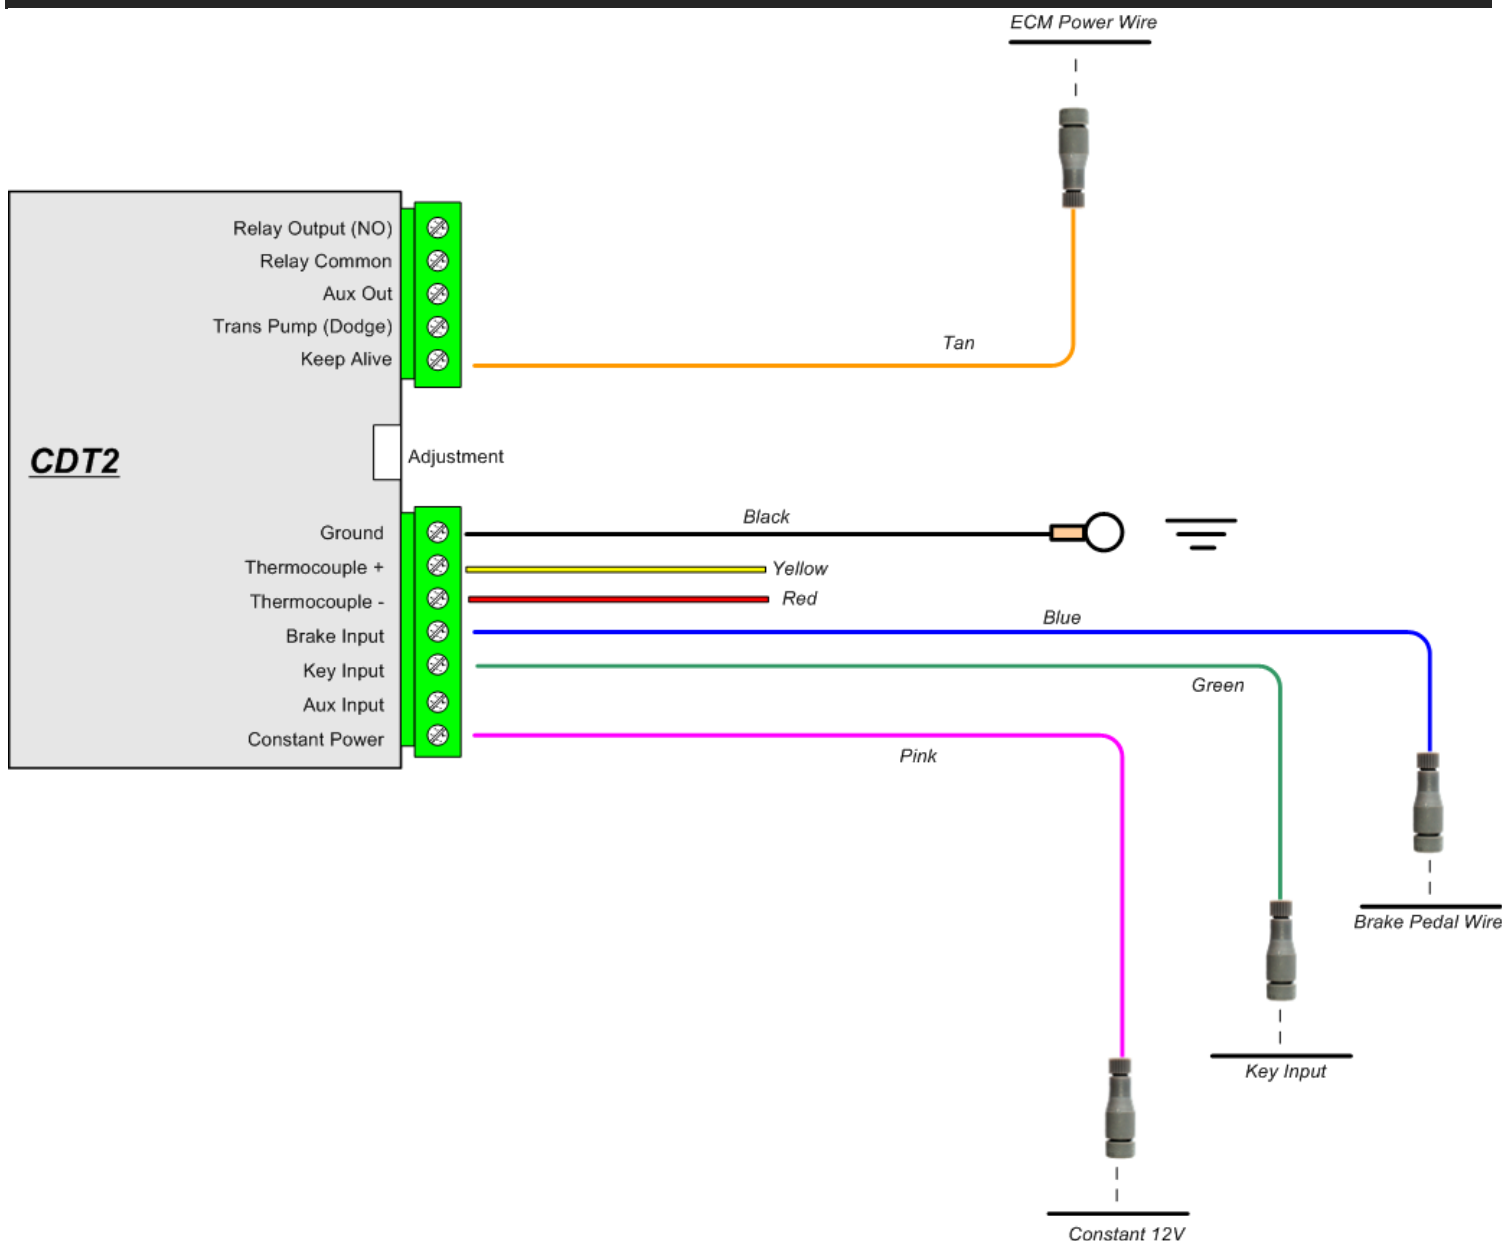 ECM Power Wire
Relay Output (NO)
Relay Common
Aux Out
Trans Pump (Dodge)
Keep Alive
Tan
CDT2
Adjustment
Ground
Black
Thermocouple +
Yellow
Thermocouple -
Red
Brake Input
Blue
Key Input
Green
Aux Input
Constant Power
Pink
Brake Pedal Wire
Key Input
Constant 12V